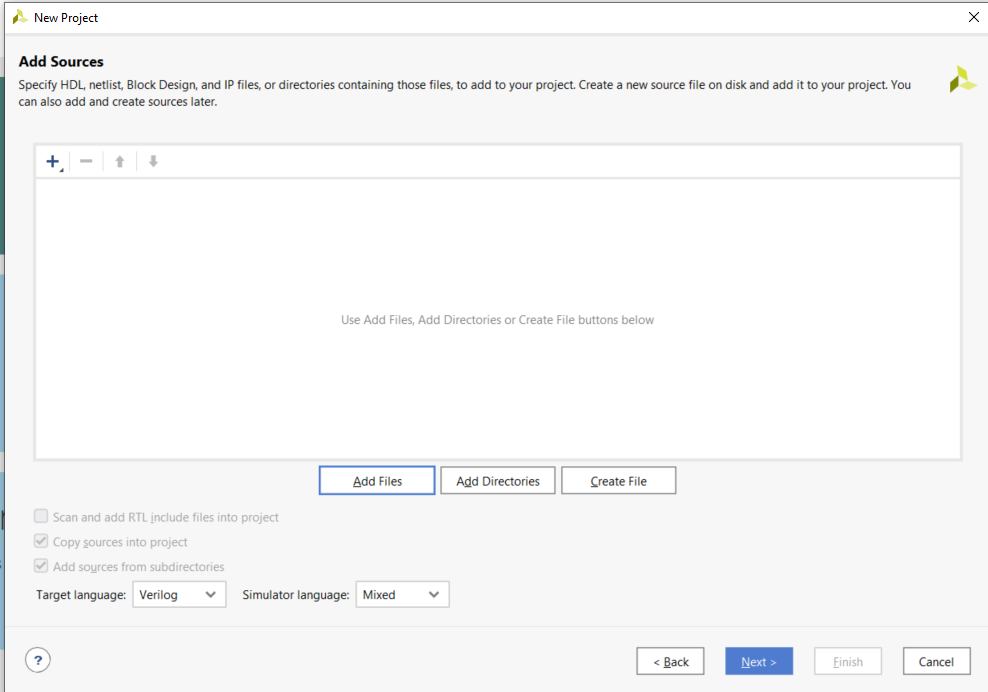 New Project
Add Sources
Specify HDL, netlist, Block Design, and IP files, or directories containing those files, to add to your project. Create a new source file on disk and add it to your project. You
can also add and create sources later.
Use Add Files, Add Directories or Create File buttons below
Add Files
Add Directories
Create File
Scan and add RTL include files into project
Copy sources into project
Add sources from subdirectories
Target language: Verilog Simulator language: Mixed
? < Back Next > Finish Cancel